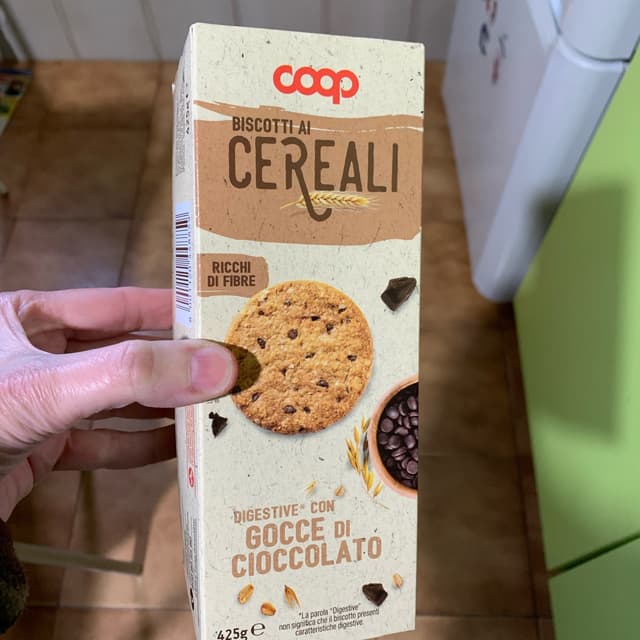 coop
BISCOTTI AI
CEREALI
RICCHI
DI FIBRE
DIGESTIVE* CON
GOCCE DI
CIOCCOLATO
*La parola "Digestive"
non significa che il biscotto presenti
caratteristiche digestive.
425g e
425g e